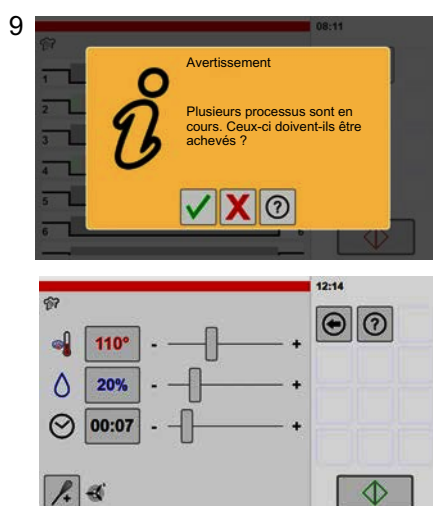 9
08:11
Avertissement
Plusieurs processus sont en
cours. Ceux-ci doivent-ils être
achevés ?
1
2
3
4
5
6 6
12:14
110° - +
20% - +
00:07 - +